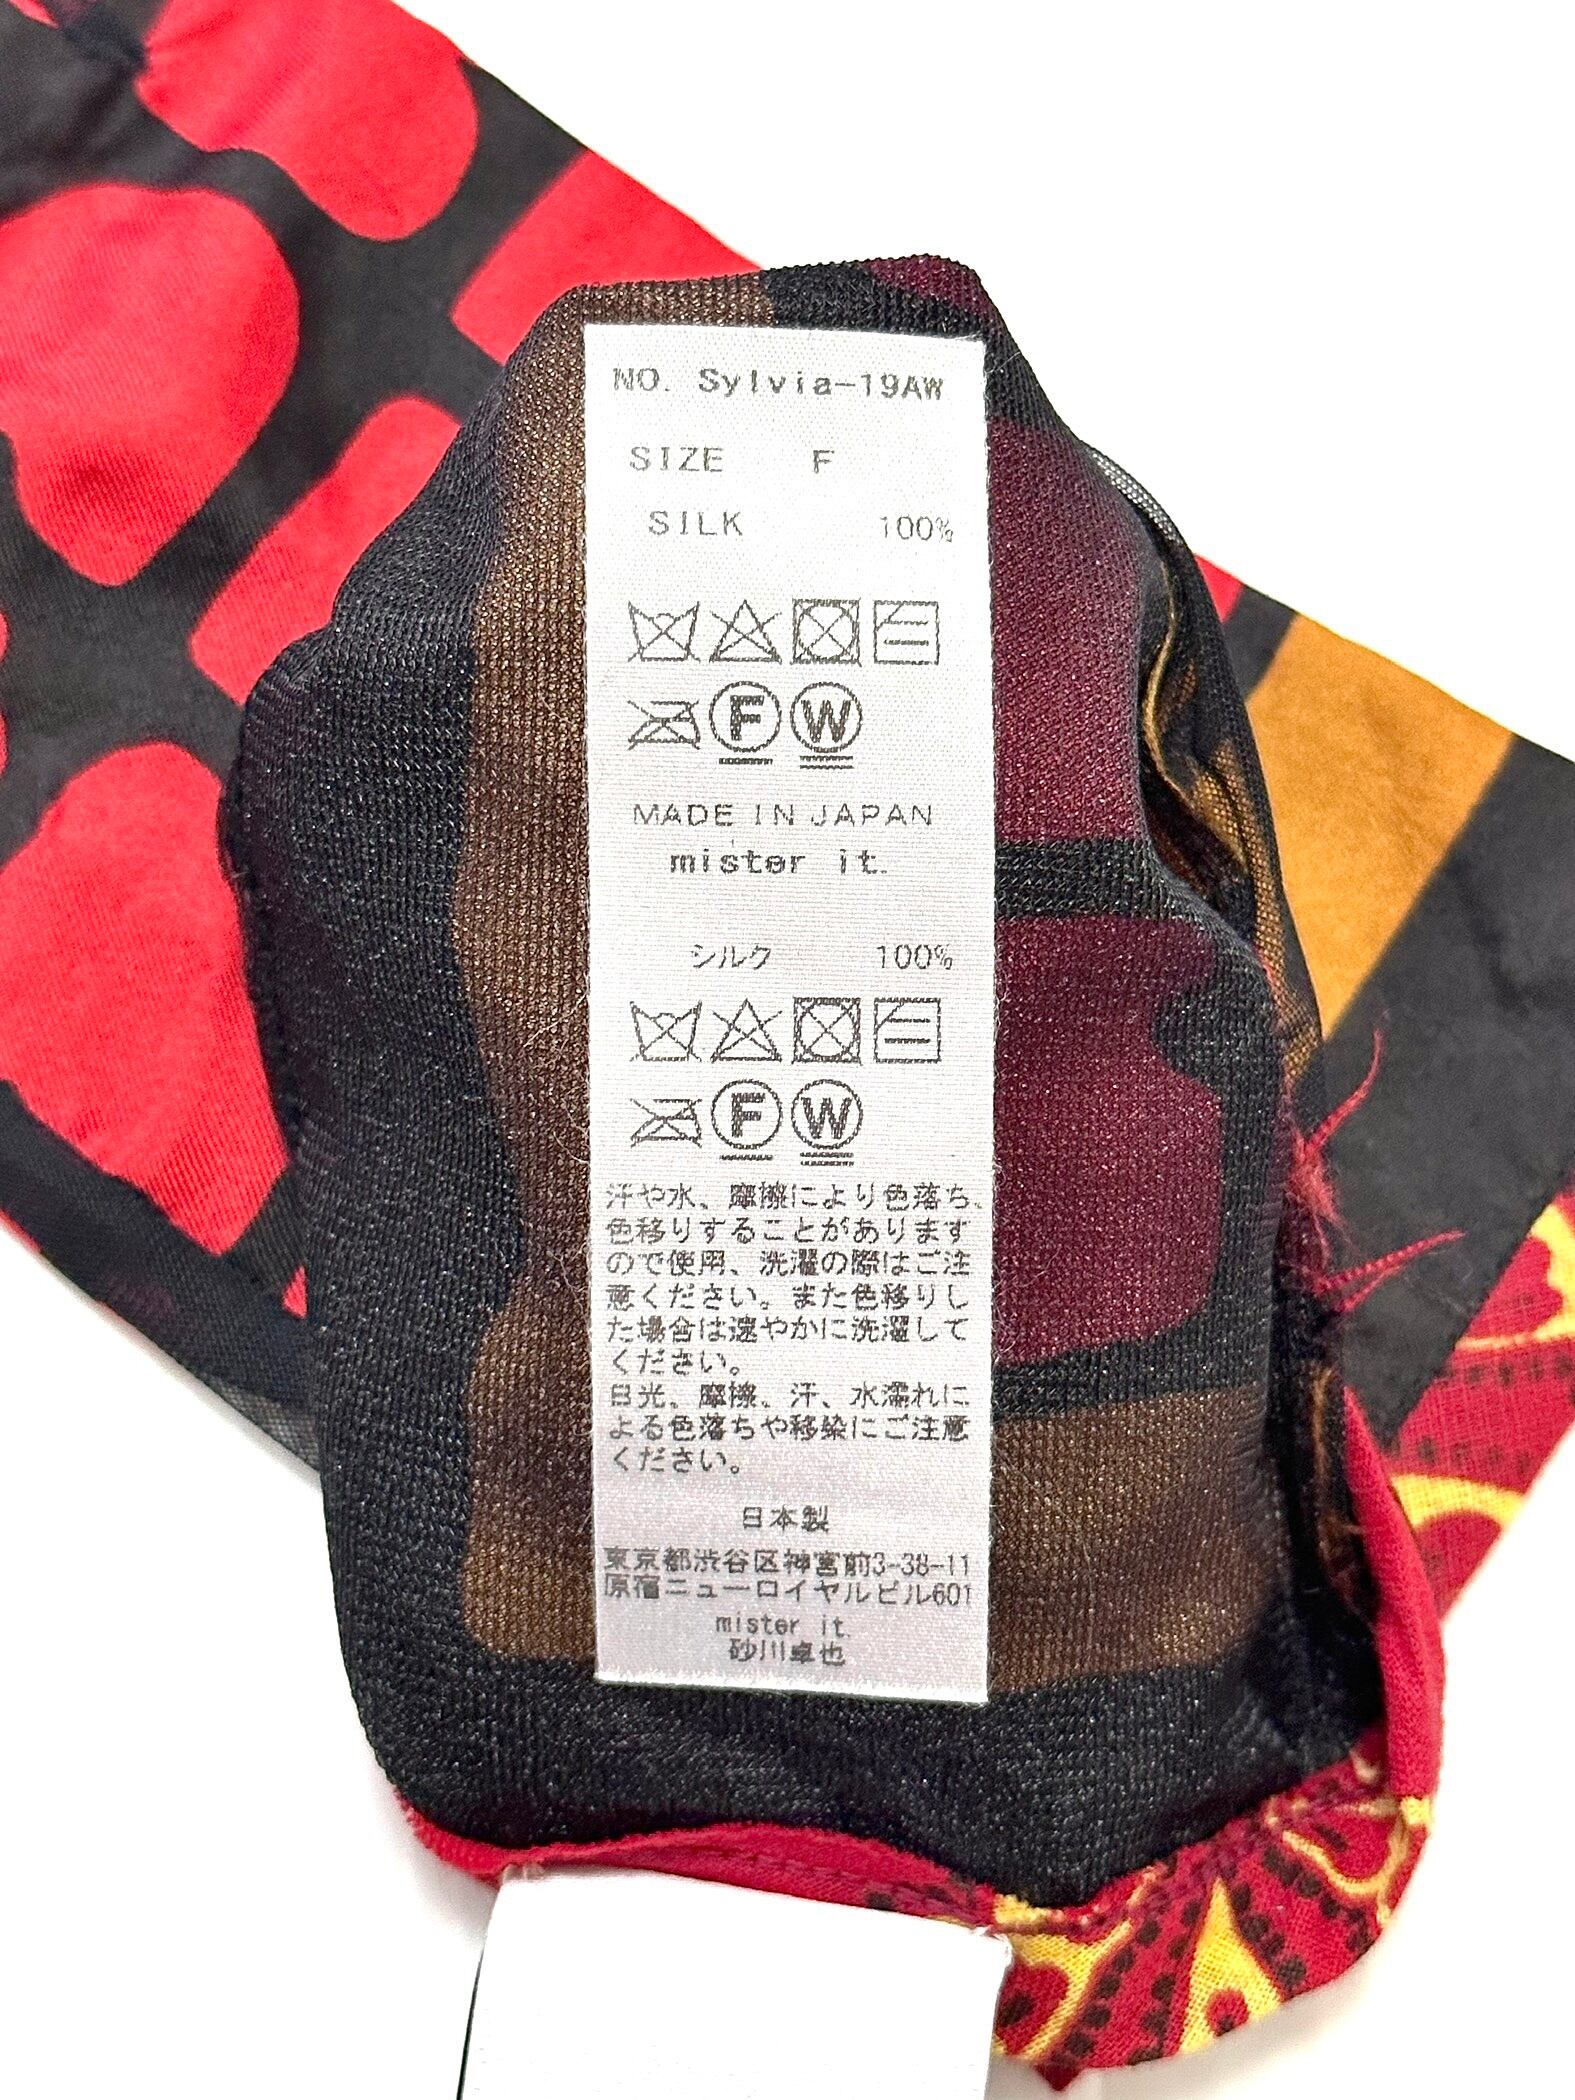 NO. Sylvia-19AW
SIZE F
SILK 100%
F W
MADE IN JAPAN
mister it.
シルク 100%
F W
汗や水、摩擦により色落ち、
色移りすることがあります
ので使用、洗濯の際はご注
意ください。また色移りし
た場合は速やかに洗濯して
ください。
日光、摩擦、汗、水濡れに
よる色落ちや移染にご注意
ください。
日本製
東京都渋谷区神宮前3-38-11
原宿ニューロイヤルビル601
mister it.
砂川卓也